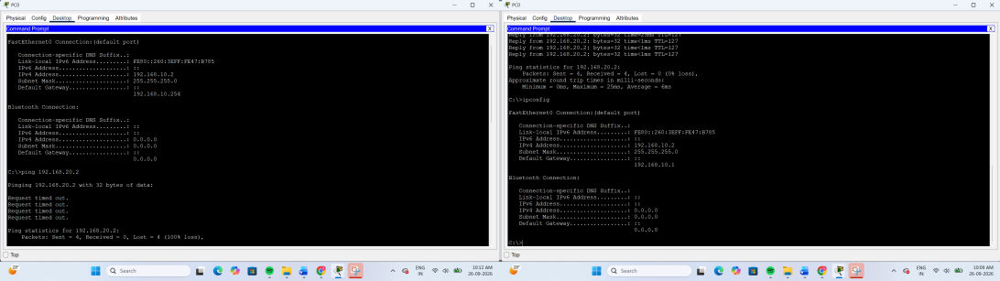 PC0
Physical Config Desktop Programming Attributes
Command Prompt X
FastEthernet0 Connection:(default port)
Connection-specific DNS Suffix..:
Link-local IPv6 Address.........: FE80::260:3EFF:FE47:B785
IPv6 Address....................: ::
IPv4 Address....................: 192.168.10.2
Subnet Mask.....................: 255.255.255.0
Default Gateway.................: ::
192.168.10.254
Bluetooth Connection:
Connection-specific DNS Suffix..:
Link-local IPv6 Address.........: ::
IPv6 Address....................: ::
IPv4 Address....................: 0.0.0.0
Subnet Mask.....................: 0.0.0.0
Default Gateway.................: ::
0.0.0.0
C:\>ping 192.168.20.2
Pinging 192.168.20.2 with 32 bytes of data:
Request timed out.
Request timed out.
Request timed out.
Request timed out.
Ping statistics for 192.168.20.2:
Packets: Sent = 4, Received = 0, Lost = 4 (100% loss),
Top
28°
Search
ENG
IN
10:12 AM
26-09-2026
PC0
Physical Config Desktop Programming Attributes
Command Prompt X
Reply from 192.168.20.2: bytes=32 TTL=127
Reply from 192.168.20.2: bytes=32 time<1ms TTL=127
Reply from 192.168.20.2: bytes=32 time<1ms TTL=127
Reply from 192.168.20.2: bytes=32 time<1ms TTL=127
Ping statistics for 192.168.20.2:
Packets: Sent = 4, Received = 4, Lost = 0 (0% loss),
Approximate round trip times in milli-seconds:
Minimum = 0ms, Maximum = 25ms, Average = 6ms
C:\>ipconfig
FastEthernet0 Connection:(default port)
Connection-specific DNS Suffix..:
Link-local IPv6 Address.........: FE80::260:3EFF:FE47:B785
IPv6 Address....................: ::
IPv4 Address....................: 192.168.10.2
Subnet Mask.....................: 255.255.255.0
Default Gateway.................: ::
192.168.10.1
Bluetooth Connection:
Connection-specific DNS Suffix..:
Link-local IPv6 Address.........: ::
IPv6 Address....................: ::
IPv4 Address....................: 0.0.0.0
Subnet Mask.....................: 0.0.0.0
Default Gateway.................: ::
0.0.0.0
C:\>
Top
28°
Search
ENG
IN
10:09 AM
26-09-2026